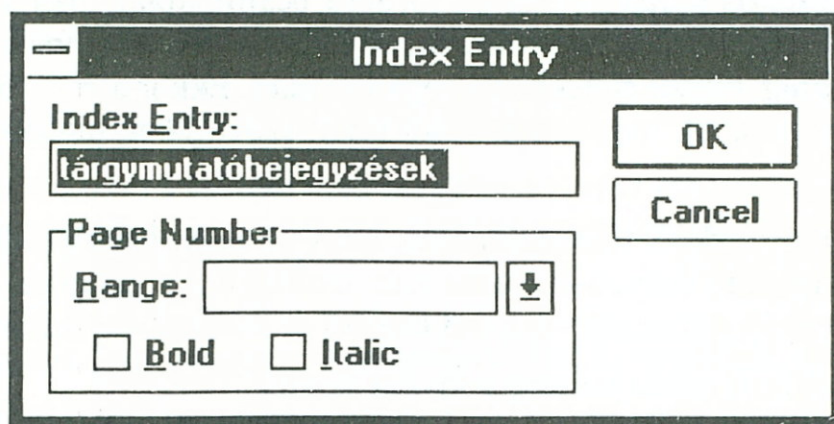 Index Entry
Index Entry:
tárgymutatóbejegyzések
OK
Cancel
Page Number
Range:
Bold
Italic